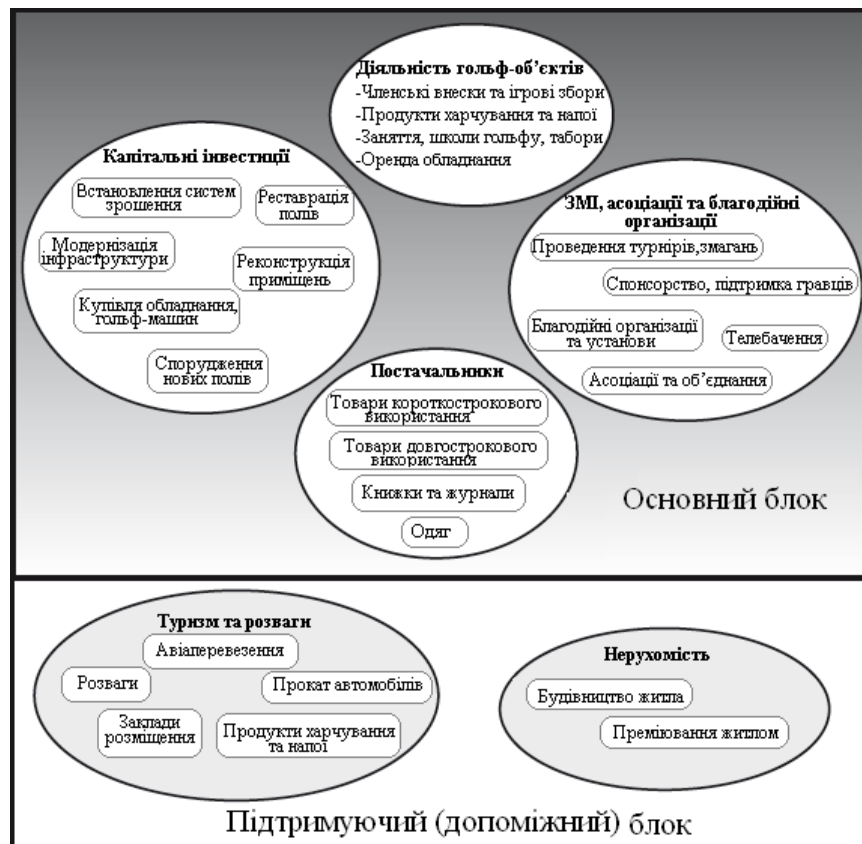 Діяльність гольф-об’єктів
-Членські внески та ігрові збори
-Продукти харчування та напої
-Заняття, школи гольфу, табори
-Оренда обладнання
Капітальні інвестиції
Встановлення систем
зрошення
Реставрація
полів
Модернізація
інфраструктури
Реконструкція
приміщень
Купівля обладнання,
гольф-машин
Спорудження
нових полів
ЗМІ, асоціації та благодійні
організації
Проведення турнірів,змагань
Спонсорство, підтримка гравців
Благодійні організації
та установи
Телебачення
Асоціації та об’єднання
Постачальники
Товари короткострокового
використання
Товари довгострокового
використання
Книжки та журнали
Одяг
Основний блок
Туризм та розваги
Авіаперевезення
Розваги
Прокат автомобілів
Заклади
розміщення
Продукти харчування
та напої
Нерухомість
Будівництво житла
Преміювання житлом
Підтримуючий (допоміжний) блок